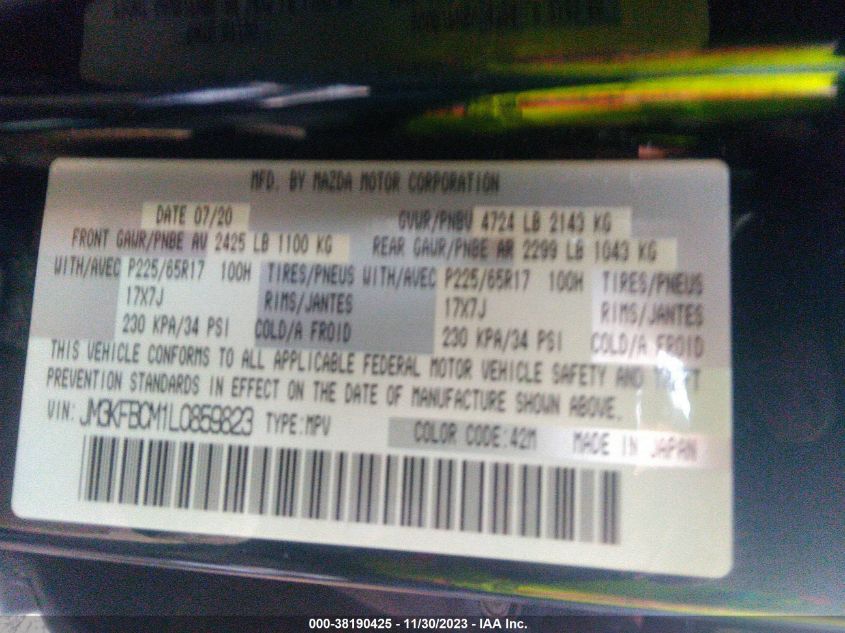 MFD. BY MAZDA MOTOR CORPORATION
DATE 07/20 GVWR/PNBV 4724 LB 2143 KG
FRONT GAWR/PNBE AV 2425 LB 1100 KG REAR GAWR/PNBE AR 2299 LB 1043 KG
WITH/AVEC P225/65R17 100H TIRES/PNEUS WITH/AVEC P225/65R17 100H TIRES/PNEUS
17X7J RIMS/JANTES 17X7J RIMS/JANTES
230 KPA/34 PSI COLD/A FROID 230 KPA/34 PSI COLD/A FROID
THIS VEHICLE CONFORMS TO ALL APPLICABLE FEDERAL MOTOR VEHICLE SAFETY AND THEFT
PREVENTION STANDARDS IN EFFECT ON THE DATE OF MANUFACTURE SHOWN ABOVE.
VIN: JM3KFBCM1L0859823 TYPE:MPV COLOR CODE:42M MADE IN JAPAN
000-38190425 - 11/30/2023 - IAA Inc.